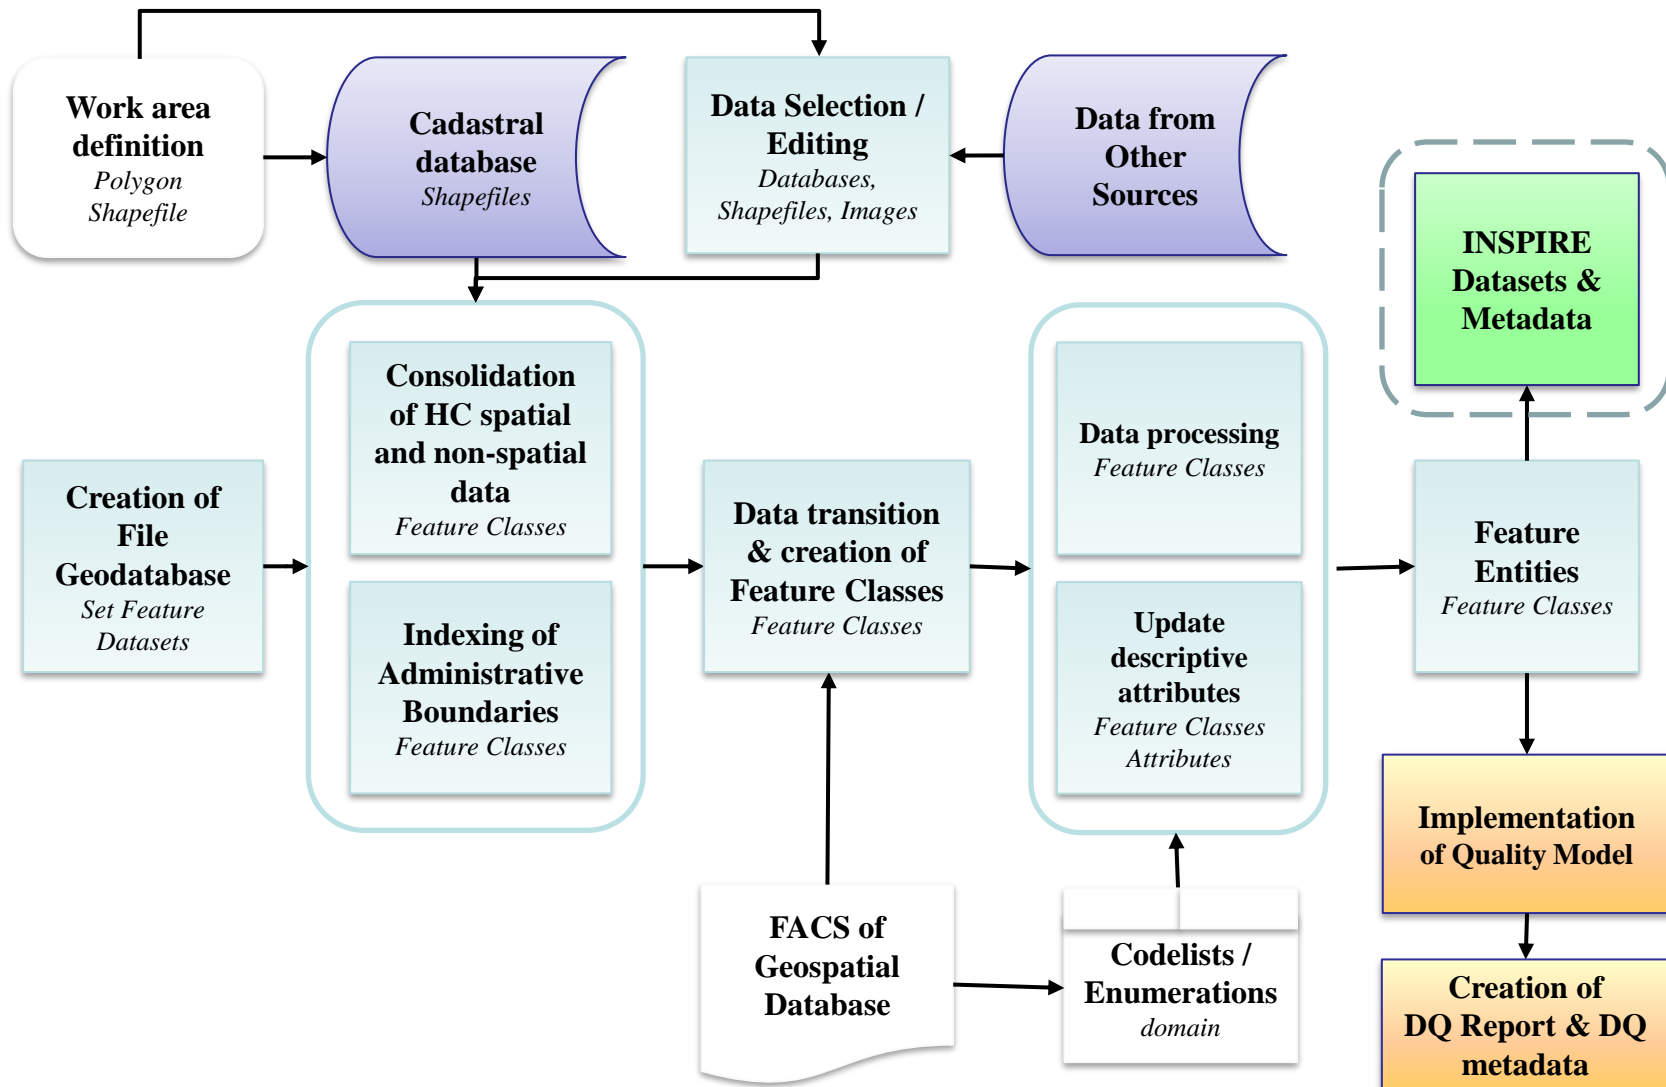 Work area
definition
Polygon
Shapefile
Cadastral
database
Shapefiles
Data Selection /
Editing
Databases,
Shapefiles, Images
Data from
Other
Sources
INSPIRE
Datasets &
Metadata
Creation of
File
Geodatabase
Set Feature
Datasets
Consolidation
of HC spatial
and non-spatial
data
Feature Classes
Indexing of
Administrative
Boundaries
Feature Classes
Data transition
& creation of
Feature Classes
Feature Classes
Data processing
Feature Classes
Update
descriptive
attributes
Feature Classes
Attributes
Feature
Entities
Feature Classes
FACS of
Geospatial
Database
Codelists /
Enumerations
domain
Implementation
of Quality Model
Creation of
DQ Report & DQ
metadata